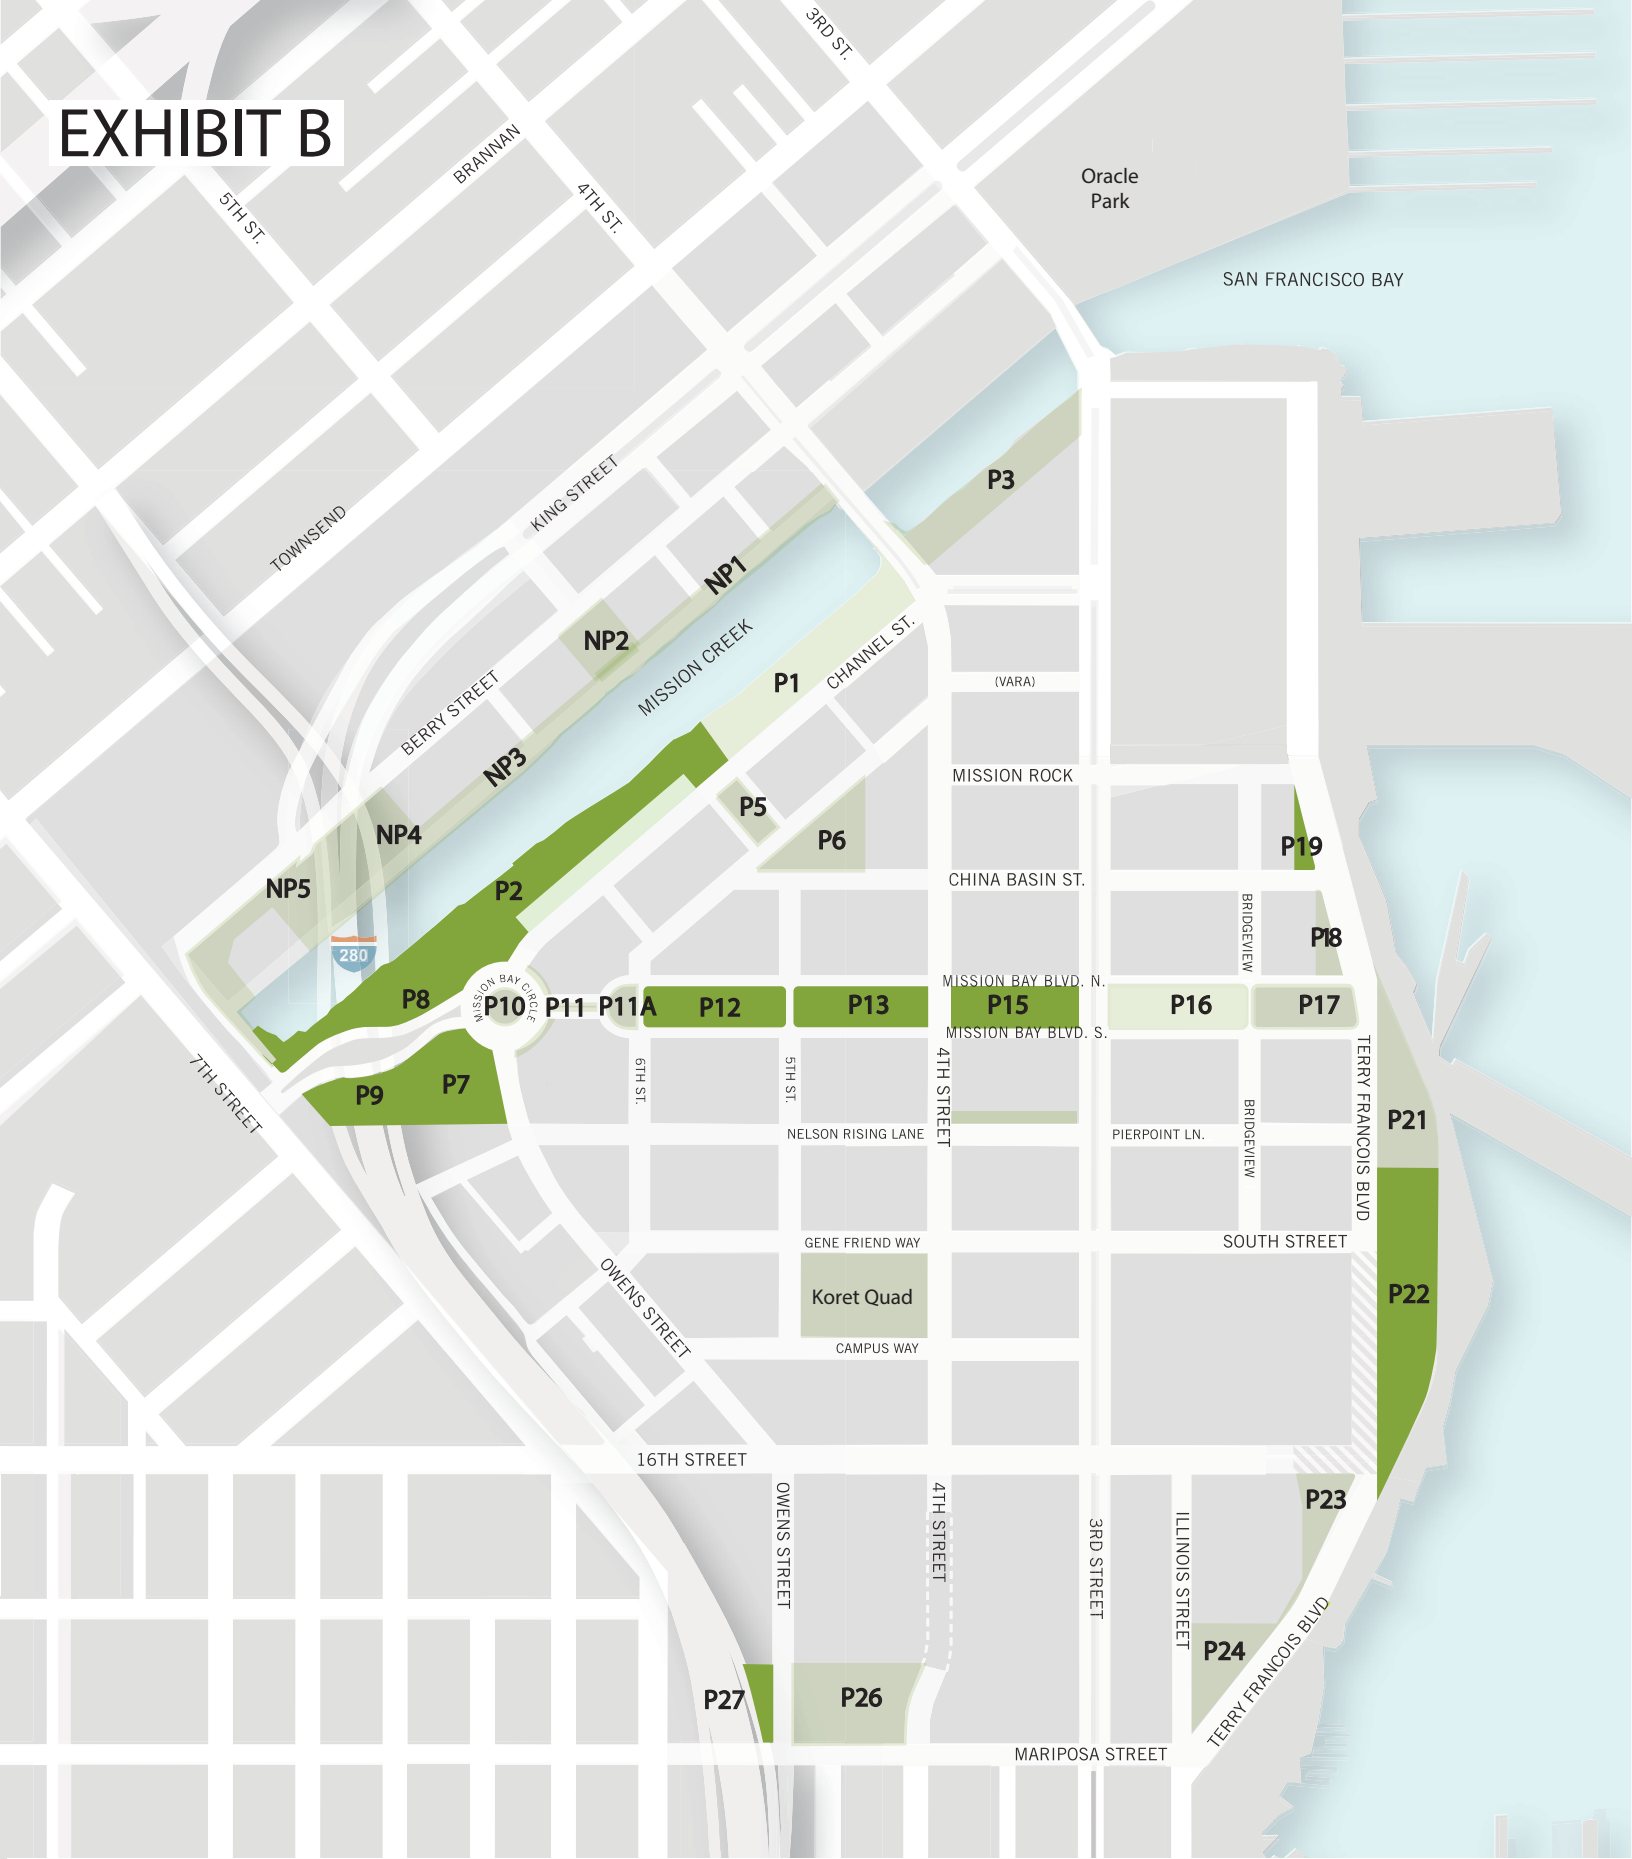 3RD ST.
EXHIBIT B
BRANNAN
5TH ST.
4TH ST.
Oracle
Park
SAN FRANCISCO BAY
KING STREET
TOWNSEND
P3
NP1
NP2
MISSION CREEK
CHANNEL ST.
P1
(VARA)
BERRY STREET
NP3
MISSION ROCK
P5
NP4
P6
P19
CHINA BASIN ST.
NP5
P2
BRIDGEVIEW
P18
280
MISSION BAY BLVD. N.
MISSION BAY CIRCLE
P8
P10
P11
P11A
P12
P13
P15
P16
P17
MISSION BAY BLVD. S.
7TH STREET
P9
P7
6TH ST.
5TH ST.
4TH STREET
TERRY FRANCOIS BLVD
P21
NELSON RISING LANE
PIERPOINT LN.
BRIDGEVIEW
GENE FRIEND WAY
SOUTH STREET
OWENS STREET
Koret Quad
P22
CAMPUS WAY
16TH STREET
OWENS STREET
4TH STREET
3RD STREET
ILLINOIS STREET
P23
TERRY FRANCOIS BLVD
P24
P27
P26
MARIPOSA STREET